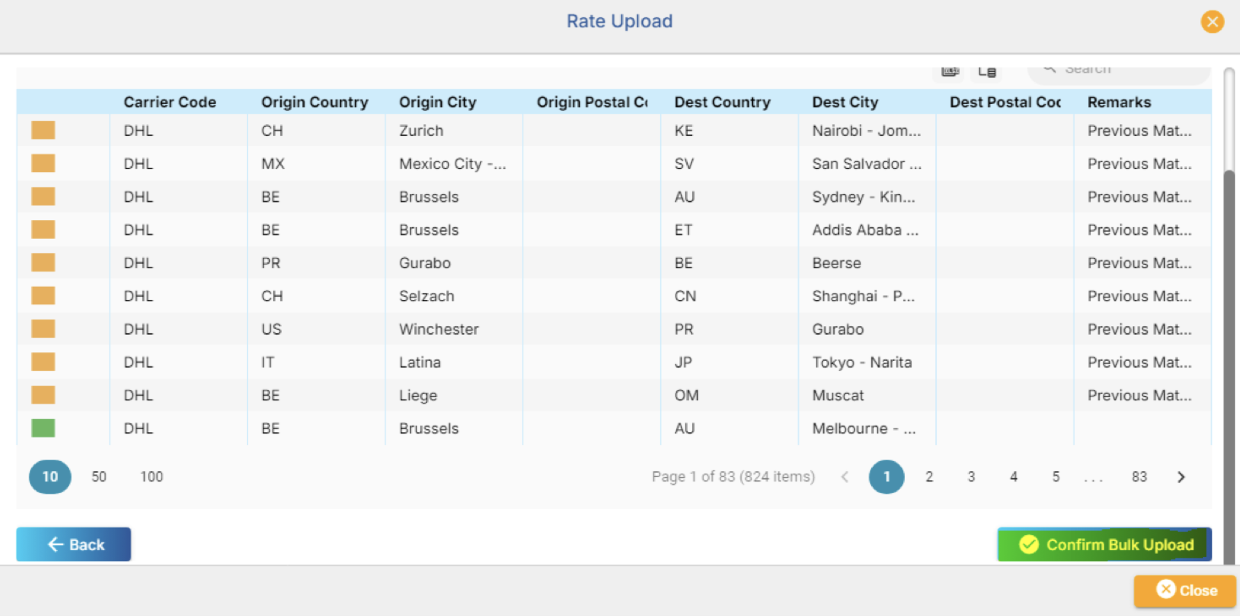 Rate Upload
Search
Carrier Code Origin Country Origin City Origin Postal Co Dest Country Dest City Dest Postal Coc Remarks
DHL CH Zurich KE Nairobi - Jom... Previous Mat...
DHL MX Mexico City -... SV San Salvador ... Previous Mat...
DHL BE Brussels AU Sydney - Kin... Previous Mat...
DHL BE Brussels ET Addis Ababa ... Previous Mat...
DHL PR Gurabo BE Beerse Previous Mat...
DHL CH Selzach CN Shanghai - P... Previous Mat...
DHL US Winchester PR Gurabo Previous Mat...
DHL IT Latina JP Tokyo - Narita Previous Mat...
DHL BE Liege OM Muscat Previous Mat...
DHL BE Brussels AU Melbourne - ...
10 50 100 Page 1 of 83 (824 items) 1 2 3 4 5 ... 83
Back Confirm Bulk Upload
Close